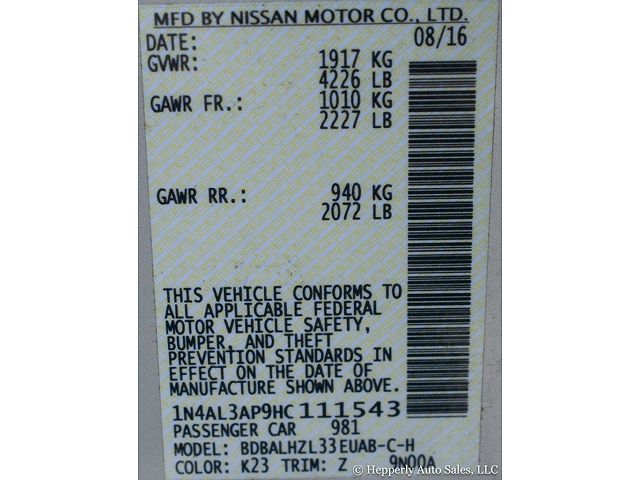 MFD BY NISSAN MOTOR CO., LTD.
DATE: 08/16
GVWR: 1917 KG
4226 LB
GAWR FR.: 1010 KG
2227 LB
GAWR RR.: 940 KG
2072 LB
THIS VEHICLE CONFORMS TO
ALL APPLICABLE FEDERAL
MOTOR VEHICLE SAFETY,
BUMPER, AND THEFT
PREVENTION STANDARDS IN
EFFECT ON THE DATE OF
MANUFACTURE SHOWN ABOVE.
1N4AL3AP9HC111543
PASSENGER CAR 981
MODEL: BDBALHZL33EUAB-C-H
COLOR: K23 TRIM: Z 9N00A
© Hepperly Auto Sales, LLC